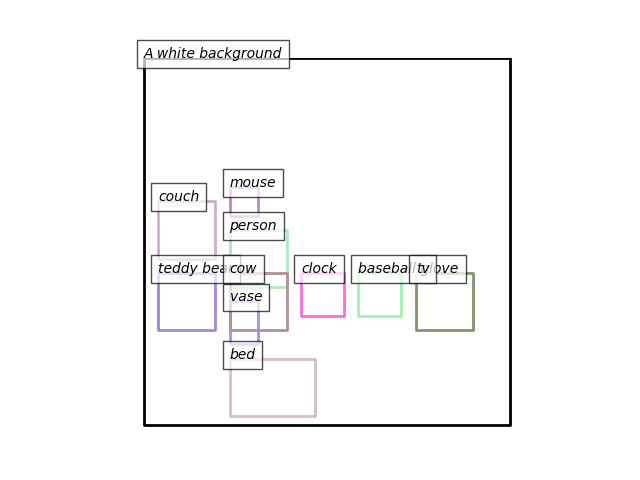 A white background
mouse
couch
person
teddy bear
cow
clock
baseball glove
tv
vase
bed